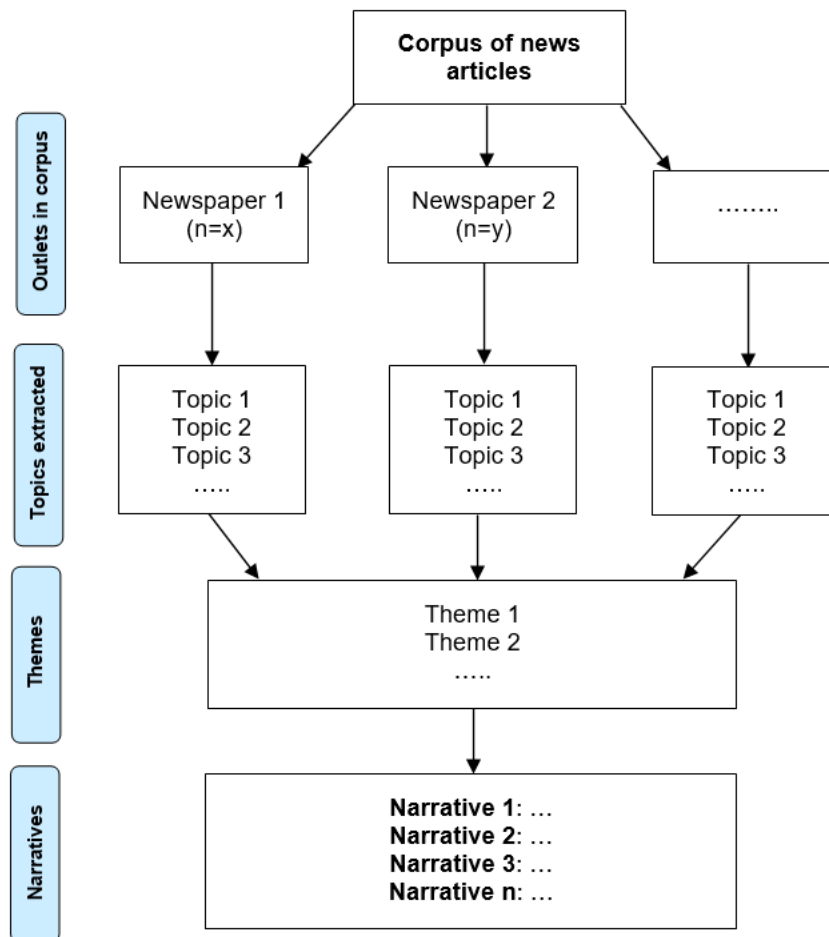 Corpus of news
articles
Outlets in corpus
Newspaper 1
(n=x)
Newspaper 2
(n=y)
……..
Topics extracted
Topic 1
Topic 2
Topic 3
…..
Topic 1
Topic 2
Topic 3
…..
Topic 1
Topic 2
Topic 3
…..
Themes
Theme 1
Theme 2
…..
Narratives
Narrative 1: …
Narrative 2: …
Narrative 3: …
Narrative n: …